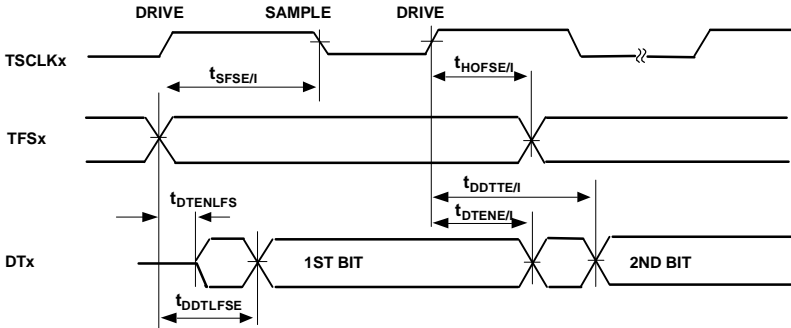 DRIVE SAMPLE DRIVE
TSCLKx
tSFSE/I
tHOFSE/I
TFSx
tDTENLFS
tDDTTE/I
tDTENE/I
DTx
1ST BIT
2ND BIT
tDDTLFSE